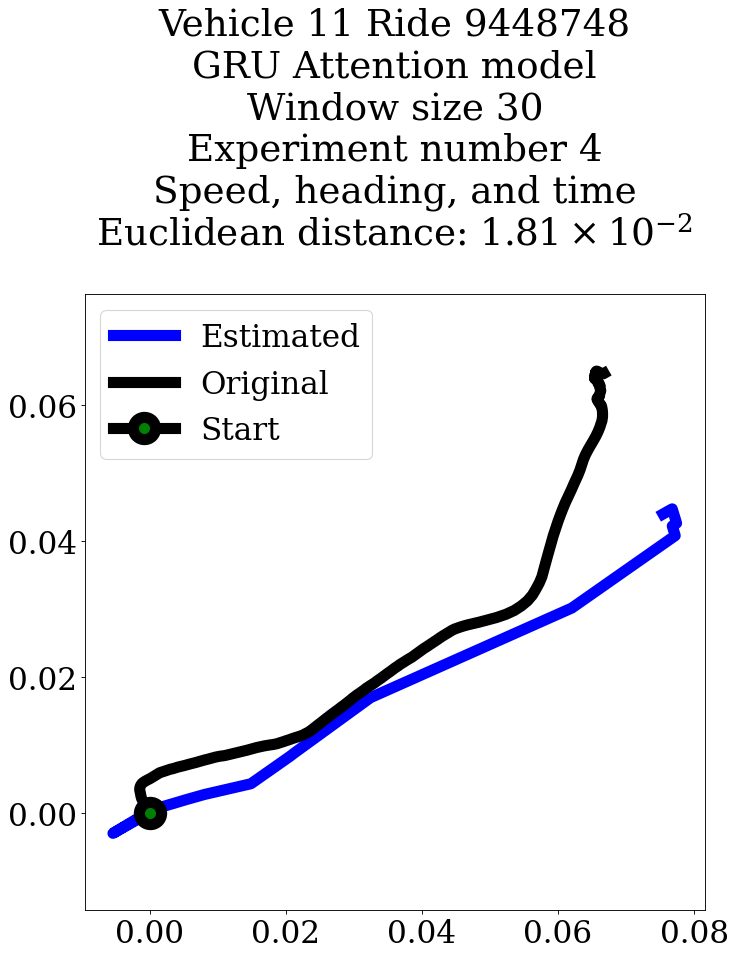 Vehicle 11 Ride 9448748
GRU Attention model
Window size 30
Experiment number 4
Speed, heading, and time
Euclidean distance: 1.81 × 10⁻²
Estimated
Original
Start
0.06
0.04
0.02
0.00
0.00 0.02 0.04 0.06 0.08